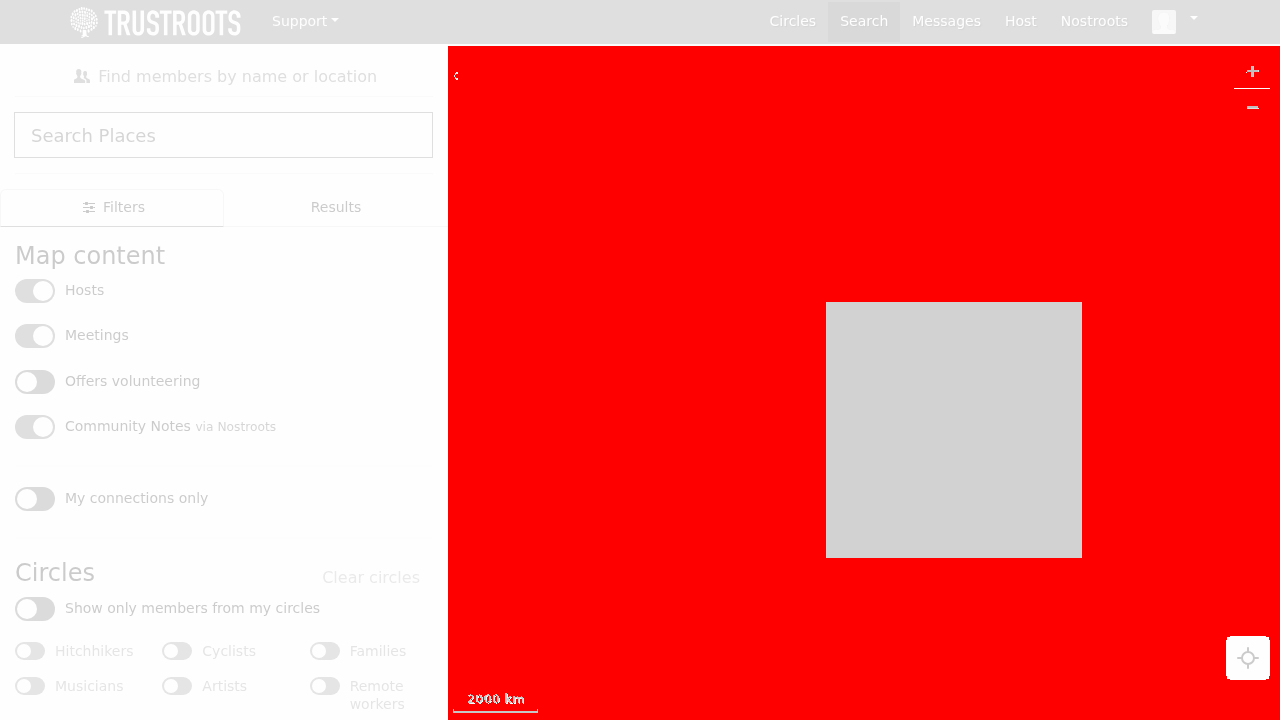 TRUSTROOTS Support Circles Search Messages Host Nostroots
Find members by name or location
Search Places
Filters Results
Map content
Hosts
Meetings
Offers volunteering
Community Notes via Nostroots
My connections only
Circles Clear circles
Show only members from my circles
Hitchhikers Cyclists Families
Musicians Artists Remote
workers
2000 km